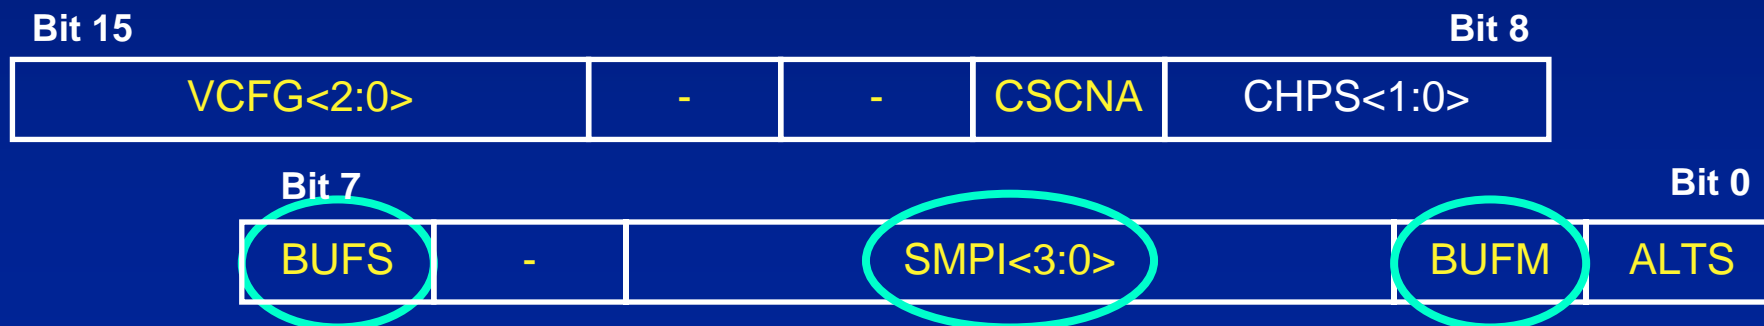 Bit 15 Bit 8
VCFG<2:0> - - CSCNA CHPS<1:0>
Bit 7 Bit 0
BUFS - SMPI<3:0> BUFM ALTS